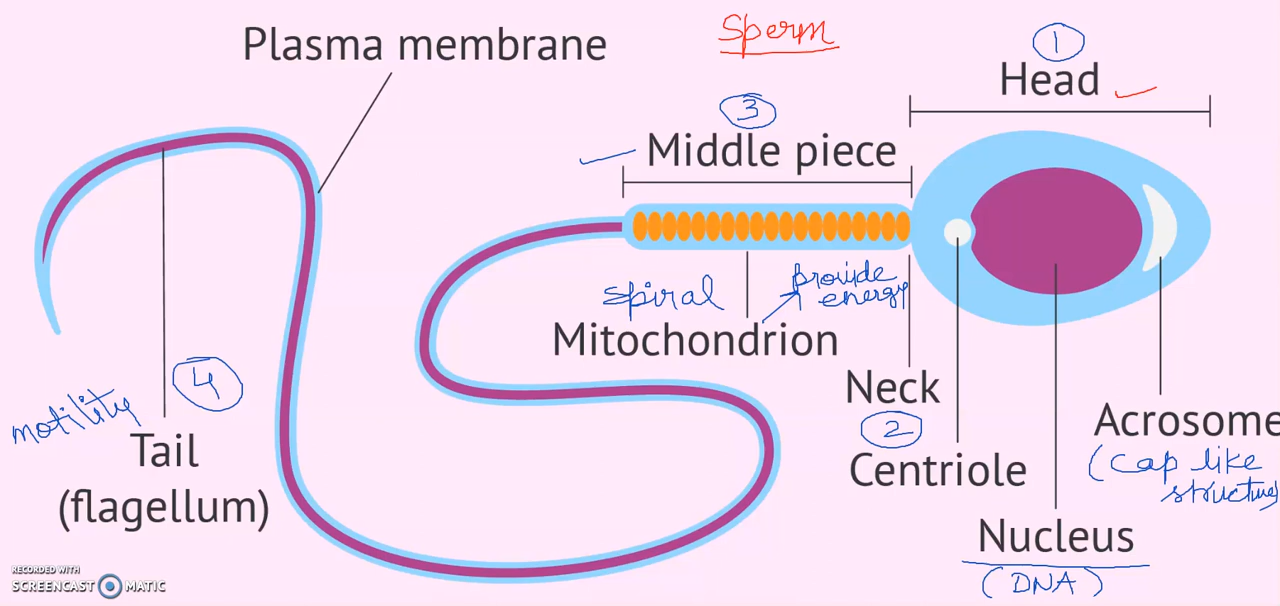 Sperm
Plasma membrane
1
Head
3
Middle piece
spiral
provide
energy
Mitochondrion
Neck
2
Centriole
Acrosome
(Cap like
structure)
Nucleus
(DNA)
4
motility
Tail
(flagellum)
RECORDED WITH
SCREENCAST MATIC